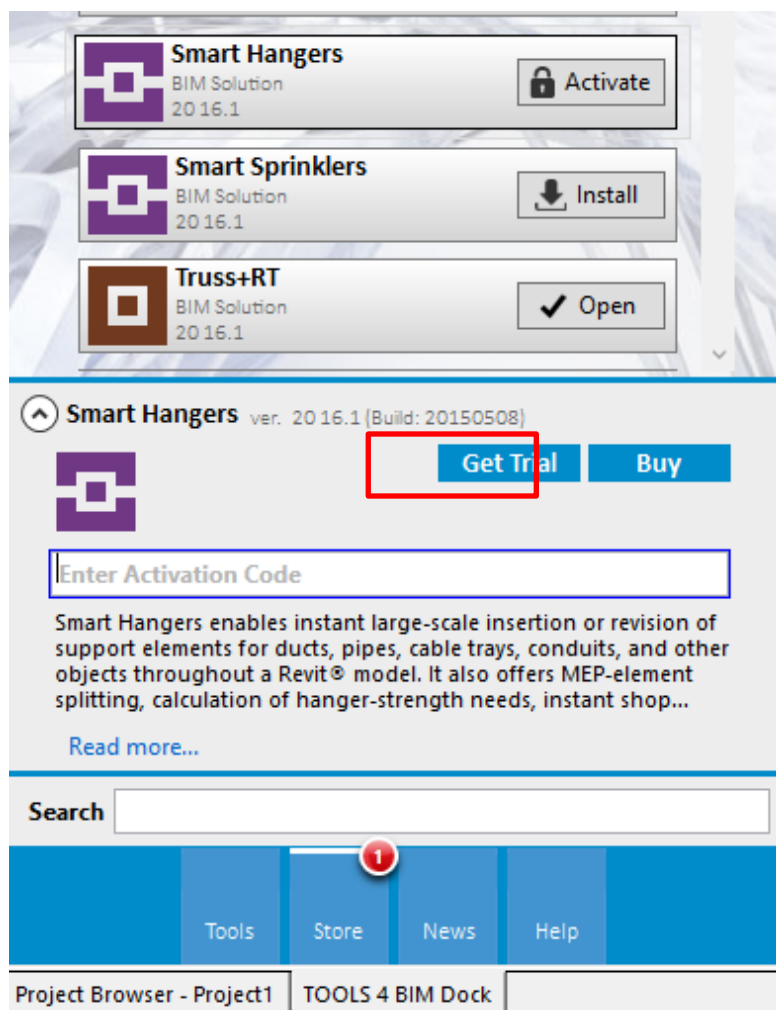 Smart Hangers
BIM Solution
2016.1
Activate
Smart Sprinklers
BIM Solution
2016.1
Install
Truss+RT
BIM Solution
2016.1
Open
Smart Hangers ver. 2016.1 (Build: 20150508)
Get Trial
Buy
Enter Activation Code
Smart Hangers enables instant large-scale insertion or revision of
support elements for ducts, pipes, cable trays, conduits, and other
objects throughout a Revit® model. It also offers MEP-element
splitting, calculation of hanger-strength needs, instant shop...
Read more...
Search
1
Tools
Store
News
Help
Project Browser - Project1
TOOLS 4 BIM Dock